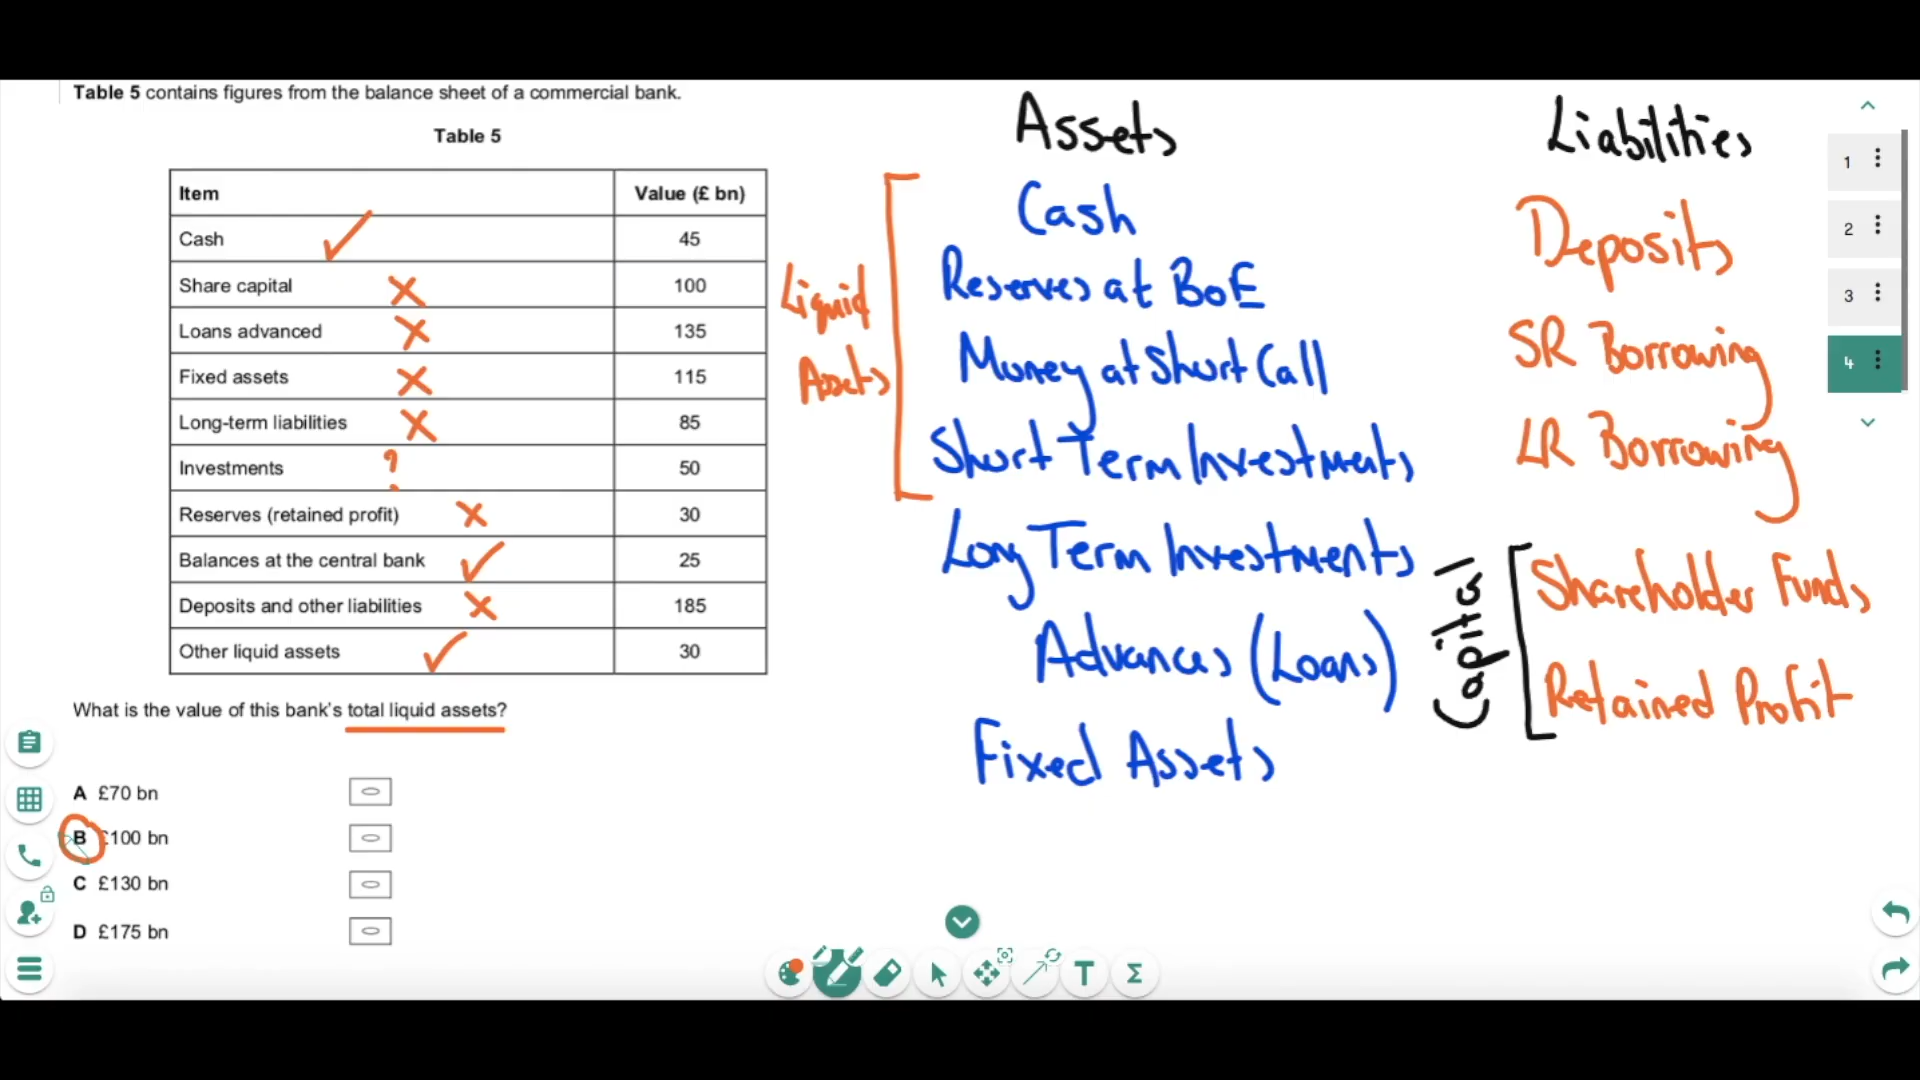 Table 5 contains figures from the balance sheet of a commercial bank.
Table 5
Item Value (£ bn)
Cash 45
Share capital 100
Loans advanced 135
Fixed assets 115
Long-term liabilities 85
Investments ? 50
Reserves (retained profit) 30
Balances at the central bank 25
Deposits and other liabilities 185
Other liquid assets 30
What is the value of this bank's total liquid assets?
A £70 bn
B £100 bn
C £130 bn
D £175 bn
Liquid
Assets
Assets
Cash
Reserves at BoE
Money at Short Call
Short Term Investments
Long Term Investments
Advances (Loans)
Fixed Assets
Liabilities
Deposits
SR Borrowing
LR Borrowing
Capital
Shareholder Funds
Retained Profit
1
2
3
4
T
Σ